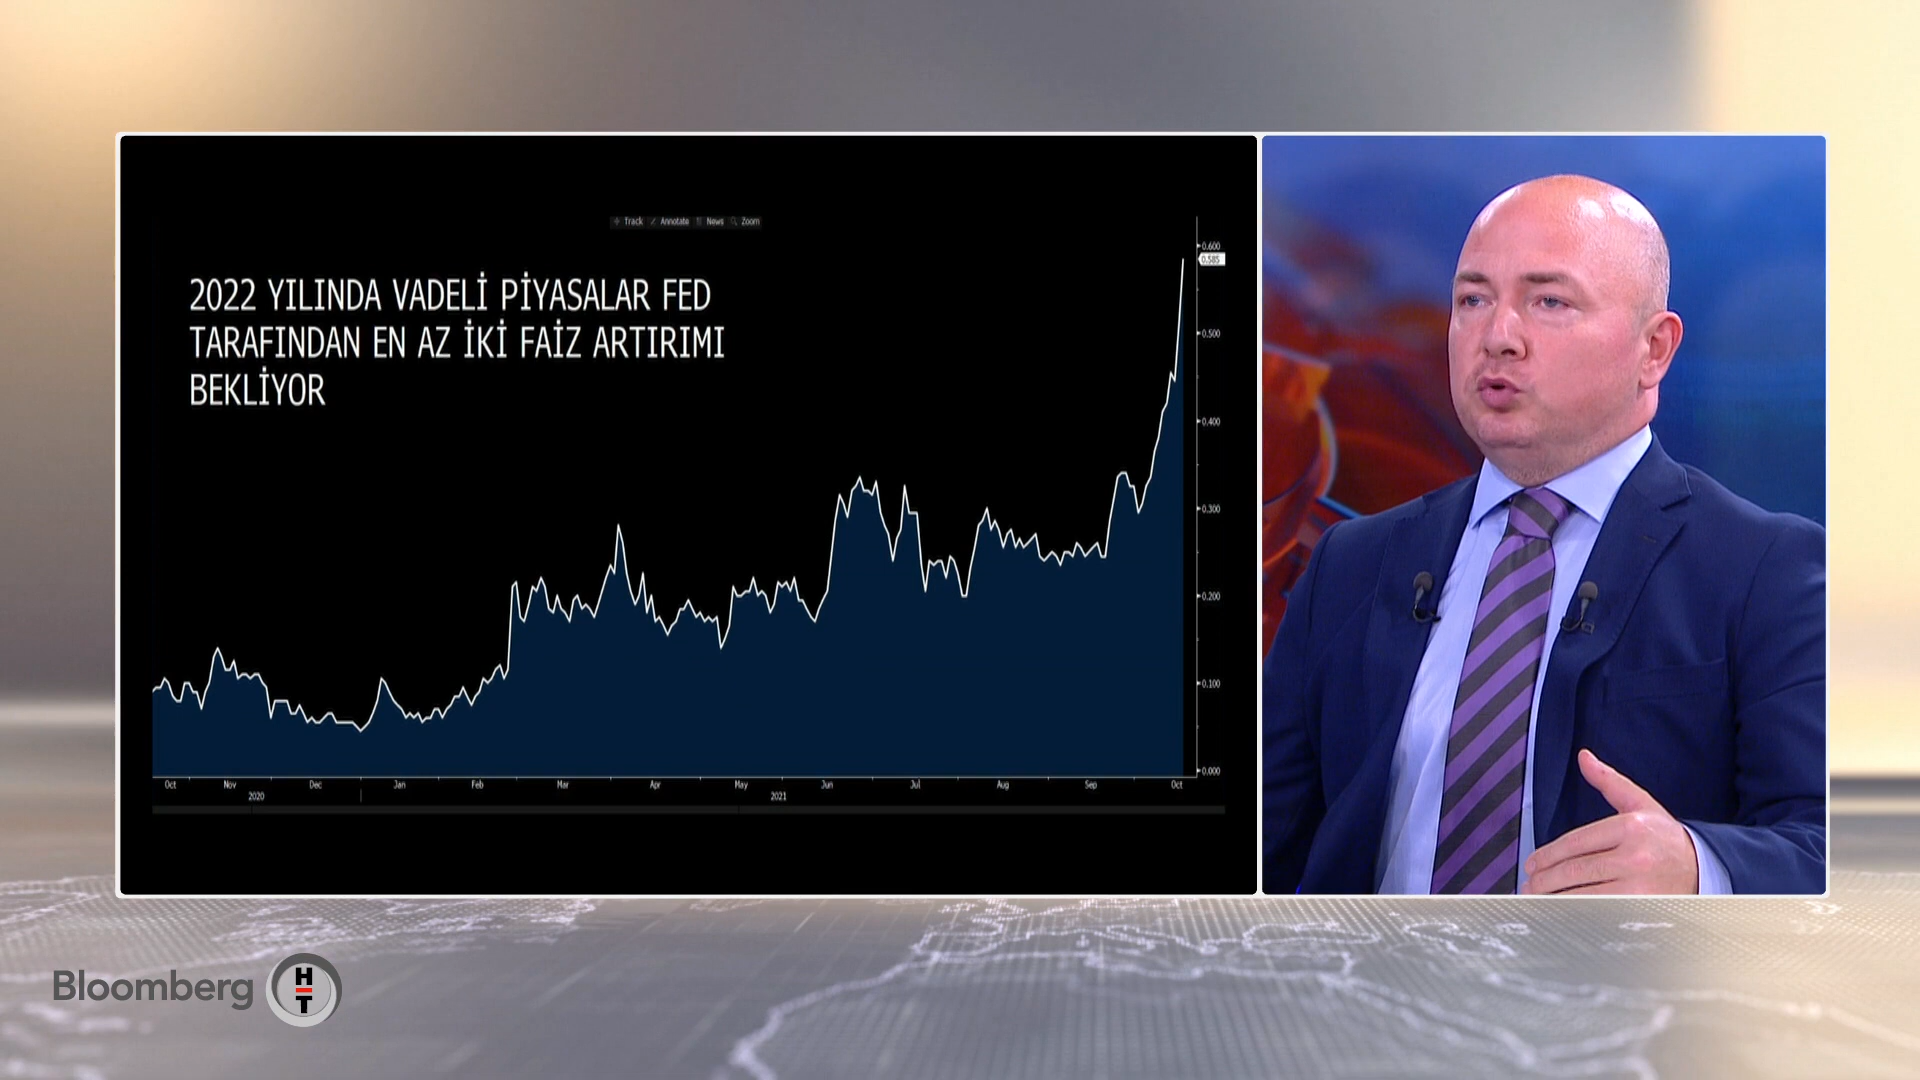 Track Annotate News Zoom
2022 YILINDA VADELİ PİYASALAR FED
TARAFINDAN EN AZ İKİ FAİZ ARTIRIMI
BEKLİYOR
0.600
0.585
0.500
0.400
0.300
0.200
0.100
0.000
Oct Nov Dec Jan Feb Mar Apr May Jun Jul Aug Sep Oct
2020 2021
Bloomberg HT